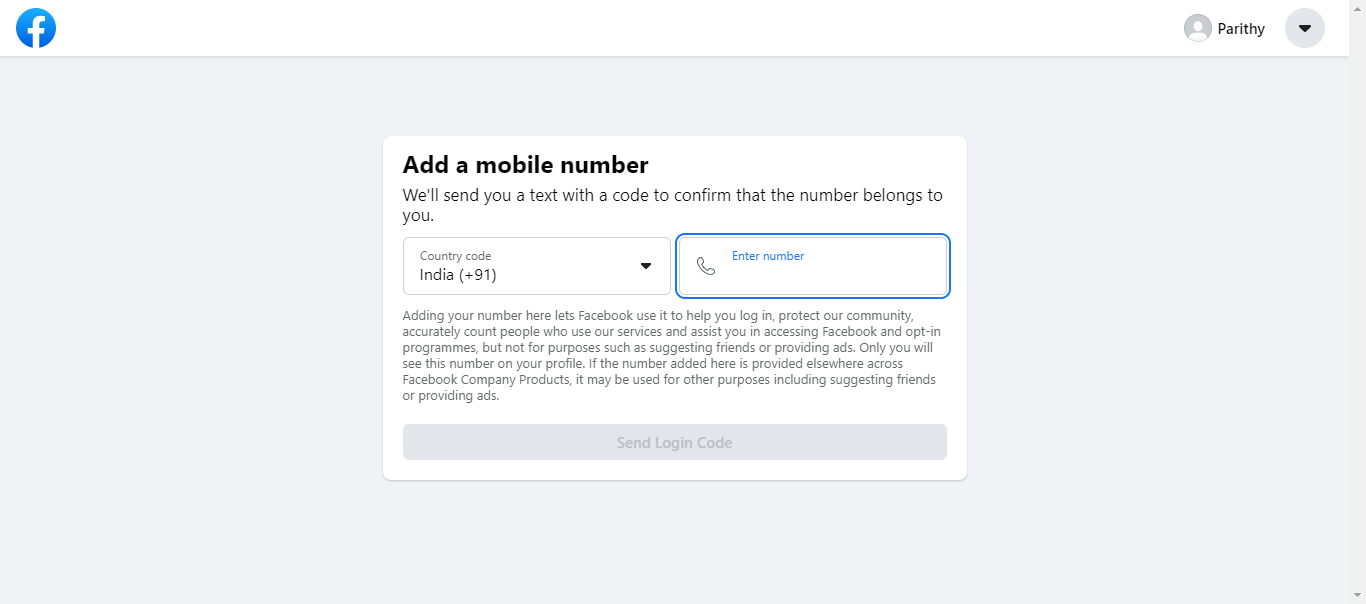 Parithy
Add a mobile number
We'll send you a text with a code to confirm that the number belongs to
you.
Country code
India (+91)
Enter number
Adding your number here lets Facebook use it to help you log in, protect our community,
accurately count people who use our services and assist you in accessing Facebook and opt-in
programmes, but not for purposes such as suggesting friends or providing ads. Only you will
see this number on your profile. If the number added here is provided elsewhere across
Facebook Company Products, it may be used for other purposes including suggesting friends
or providing ads.
Send Login Code